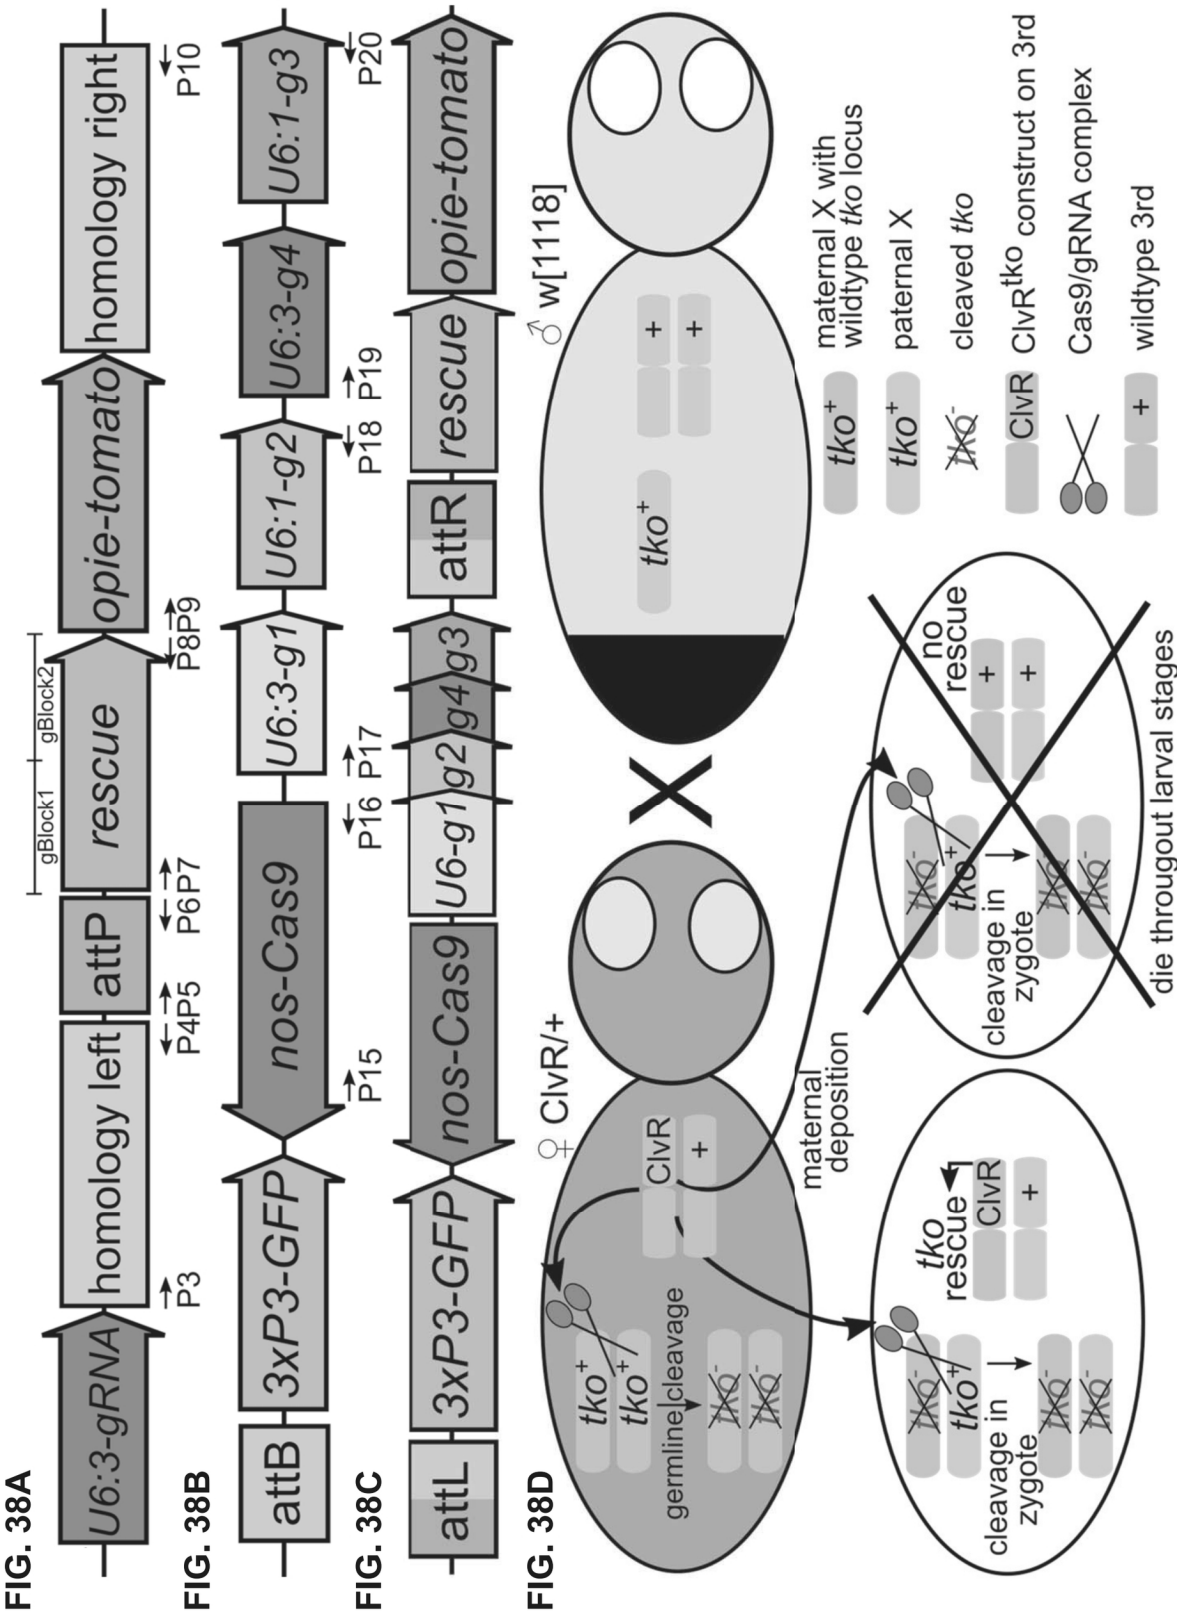 FIG. 38A
U6:3-gRNA
homology left
attP
rescue
opie-tomato
homology right
gBlock1
gBlock2
P3
P4
P5
P6
P7
P8
P9
P10
FIG. 38B
attB
3xP3-GFP
nos-Cas9
U6:3-g1
U6:1-g2
U6:3-g4
U6:1-g3
P15
P16
P17
P18
P19
P20
FIG. 38C
attL
3xP3-GFP
nos-Cas9
U6-g1
g2
g4
g3
attR
rescue
opie-tomato
FIG. 38D
♀ ClvR/+
♂ w[1118]
X
tko+
tko+
germline cleavage
tko-
tko-
ClvR
+
tko+
+
+
maternal
deposition
tko-
tko+
cleavage in
zygote
tko-
tko-
tko
rescue
ClvR
+
tko-
tko+
cleavage in
zygote
tko-
tko-
no
rescue
+
+
die througout larval stages
tko+
maternal X with
wildtype tko locus
tko+
paternal X
tko-
cleaved tko
ClvR
ClvRtko construct on 3rd
Cas9/gRNA complex
+
wildtype 3rd